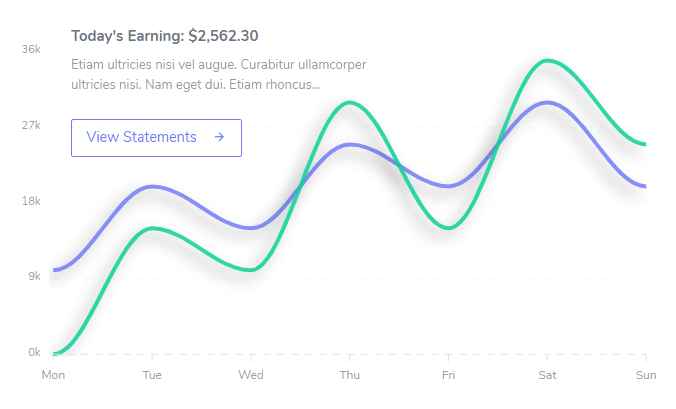 Today's Earning: $2,562.30
Etiam ultricies nisi vel augue. Curabitur ullamcorper
ultricies nisi. Nam eget dui. Etiam rhoncus...
View Statements →
36k
27k
18k
9k
0k
Mon Tue Wed Thu Fri Sat Sun